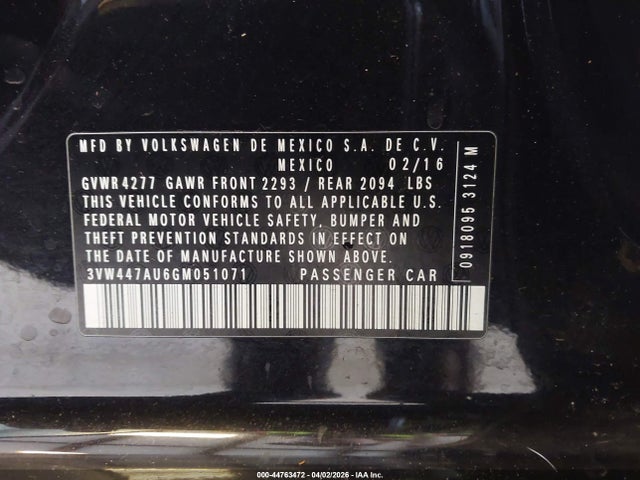 MFD BY VOLKSWAGEN DE MEXICO S.A. DE C.V.
MEXICO 02/16
GVWR 4277 GAWR FRONT 2293 / REAR 2094 LBS
THIS VEHICLE CONFORMS TO ALL APPLICABLE U.S.
FEDERAL MOTOR VEHICLE SAFETY, BUMPER AND
THEFT PREVENTION STANDARDS IN EFFECT ON
THE DATE OF MANUFACTURE SHOWN ABOVE.
3VW447AU6GM051071 PASSENGER CAR
0918095 3124 M
000-44763472 - 04/02/2026 - IAA Inc.